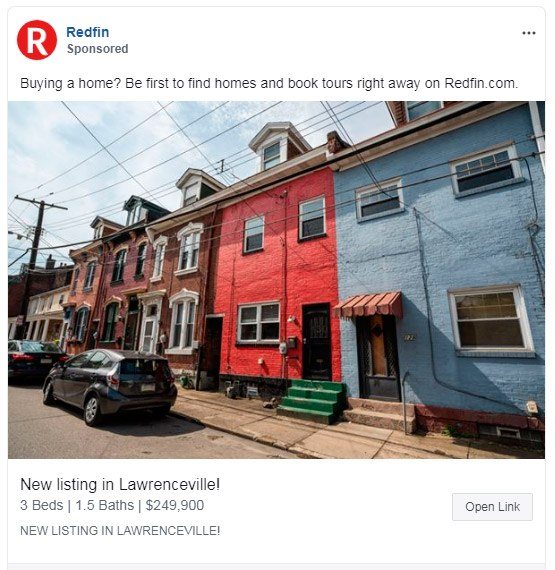 R
Redfin
Sponsored
Buying a home? Be first to find homes and book tours right away on Redfin.com.
New listing in Lawrenceville!
3 Beds | 1.5 Baths | $249,900
Open Link
NEW LISTING IN LAWRENCEVILLE!